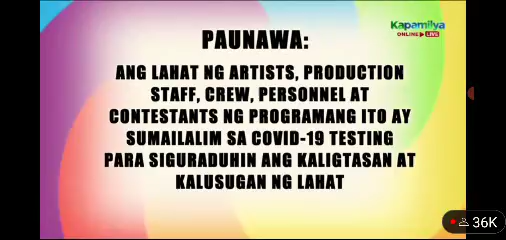 Kapamilya
ONLINE LIVE
PAUNAWA:
ANG LAHAT NG ARTISTS, PRODUCTION
STAFF, CREW, PERSONNEL AT
CONTESTANTS NG PROGRAMANG ITO AY
SUMAILALIM SA COVID-19 TESTING
PARA SIGURADUHIN ANG KALIGTASAN AT
KALUSUGAN NG LAHAT
36K